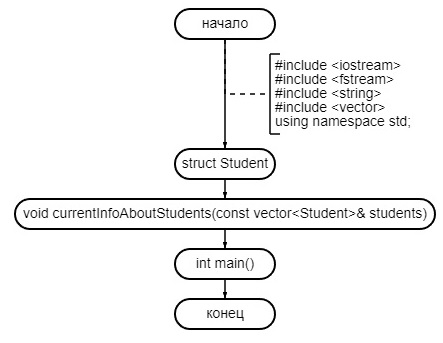 начало
#include <iostream>
#include <fstream>
#include <string>
#include <vector>
using namespace std;
struct Student
void currentInfoAboutStudents(const vector<Student>& students)
int main()
конец